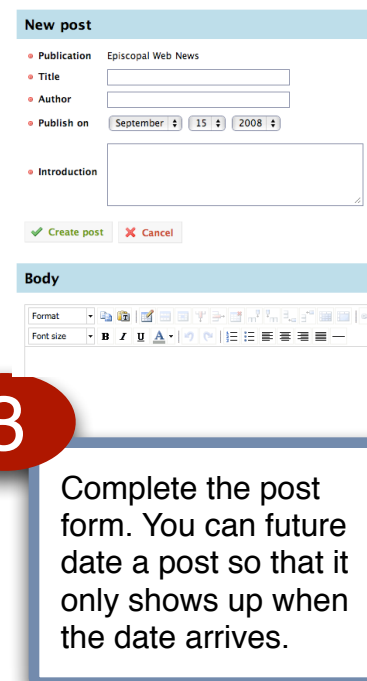 New post
Publication Episcopal Web News
Title
Author
Publish on September 15 2008
Introduction
Create post Cancel
Body
Format
Font size B I U A
3
Complete the post
form. You can future
date a post so that it
only shows up when
the date arrives.